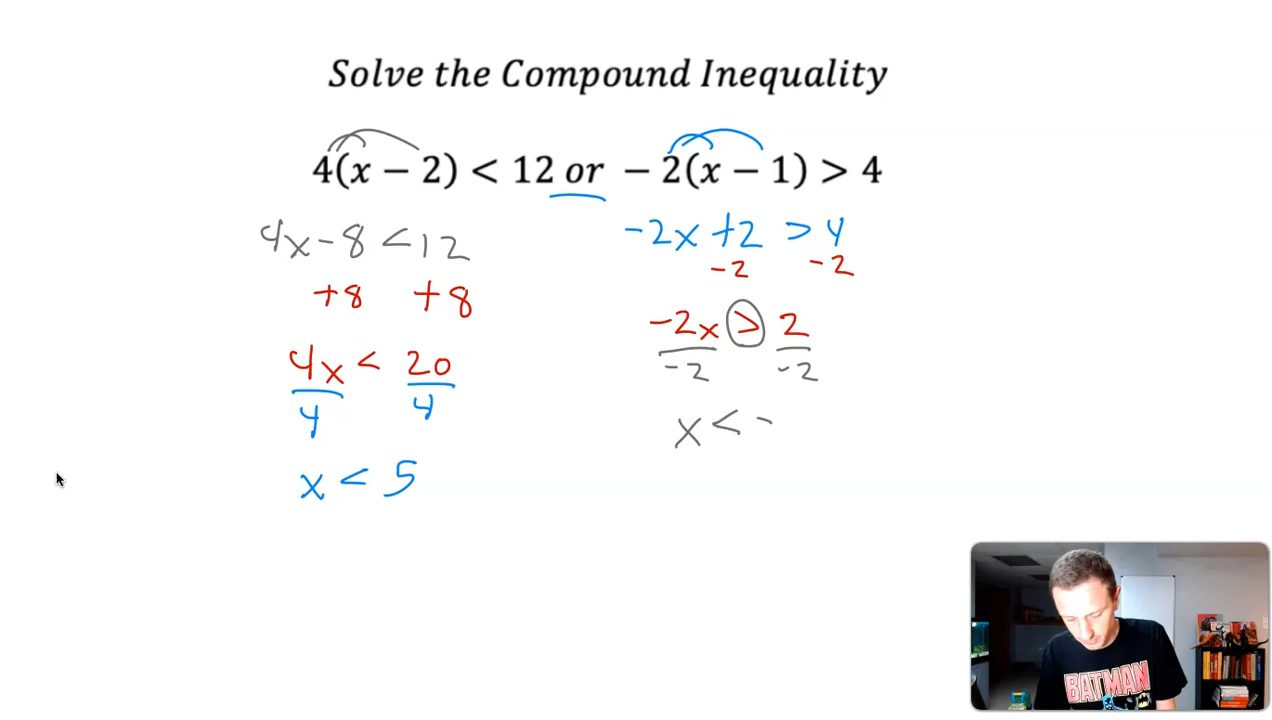 Solve the Compound Inequality
4(x − 2) < 12 or − 2(x − 1) > 4
4x - 8 < 12
+8 +8
4x < 20
4 4
x < 5
-2x + 2 > 4
-2 -2
-2x > 2
-2 -2
x < -
BATMAN